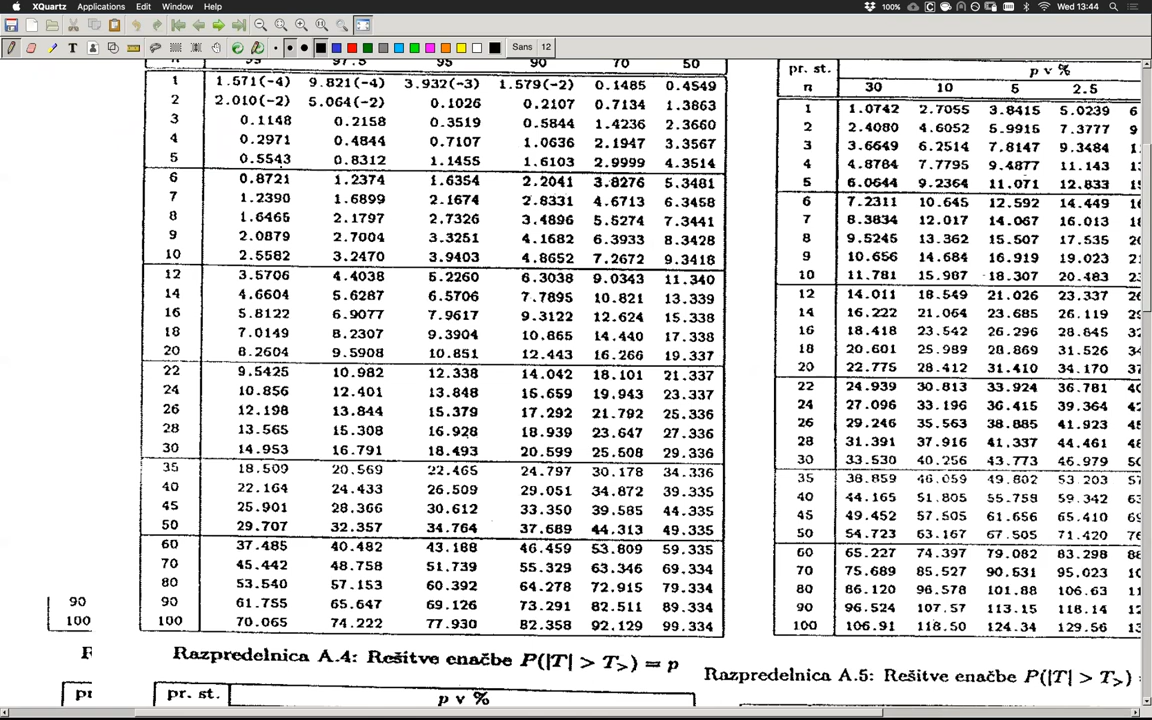 XQuartz Applications Edit Window Help 100% Wed 13:44
Sans 12
n 99 97.5 95 90 70 50
1 1.571(-4) 9.821(-4) 3.932(-3) 1.579(-2) 0.1485 0.4549
2 2.010(-2) 5.064(-2) 0.1026 0.2107 0.7134 1.3863
3 0.1148 0.2158 0.3519 0.5844 1.4236 2.3660
4 0.2971 0.4844 0.7107 1.0636 2.1947 3.3567
5 0.5543 0.8312 1.1455 1.6103 2.9999 4.3514
6 0.8721 1.2374 1.6354 2.2041 3.8276 5.3481
7 1.2390 1.6899 2.1674 2.8331 4.6713 6.3458
8 1.6465 2.1797 2.7326 3.4896 5.5274 7.3441
9 2.0879 2.7004 3.3251 4.1682 6.3933 8.3428
10 2.5582 3.2470 3.9403 4.8652 7.2672 9.3418
12 3.5706 4.4038 5.2260 6.3038 9.0343 11.340
14 4.6604 5.6287 6.5706 7.7895 10.821 13.339
16 5.8122 6.9077 7.9617 9.3122 12.624 15.338
18 7.0149 8.2307 9.3904 10.865 14.440 17.338
20 8.2604 9.5908 10.851 12.443 16.266 19.337
22 9.5425 10.982 12.338 14.042 18.101 21.337
24 10.856 12.401 13.848 15.659 19.943 23.337
26 12.198 13.844 15.379 17.292 21.792 25.336
28 13.565 15.308 16.928 18.939 23.647 27.336
30 14.953 16.791 18.493 20.599 25.508 29.336
35 18.509 20.569 22.465 24.797 30.178 34.336
40 22.164 24.433 26.509 29.051 34.872 39.335
45 25.901 28.366 30.612 33.350 39.585 44.335
50 29.707 32.357 34.764 37.689 44.313 49.335
60 37.485 40.482 43.188 46.459 53.809 59.335
70 45.442 48.758 51.739 55.329 63.346 69.334
80 53.540 57.153 60.392 64.278 72.915 79.334
90 61.755 65.647 69.126 73.291 82.511 89.334
100 70.065 74.222 77.930 82.358 92.129 99.334
90
100
Razpredelnica A.4: Rešitve enačbe P(|T| > T>) = p
pr. st. p v %
pr. st. p v %
n 30 10 5 2.5
1 1.0742 2.7055 3.8415 5.0239 6
2 2.4080 4.6052 5.9915 7.3777 9
3 3.6649 6.2514 7.8147 9.3484
4 4.8784 7.7795 9.4877 11.143
5 6.0644 9.2364 11.071 12.833
6 7.2311 10.645 12.592 14.449
7 8.3834 12.017 14.067 16.013
8 9.5245 13.362 15.507 17.535
9 10.656 14.684 16.919 19.023
10 11.781 15.987 18.307 20.483
12 14.011 18.549 21.026 23.337
14 16.222 21.064 23.685 26.119
16 18.418 23.542 26.296 28.845
18 20.601 25.989 28.869 31.526
20 22.775 28.412 31.410 34.170
22 24.939 30.813 33.924 36.781
24 27.096 33.196 36.415 39.364
26 29.246 35.563 38.885 41.923
28 31.391 37.916 41.337 44.461
30 33.530 40.256 43.773 46.979
35 38.859 46.059 49.802 53.203
40 44.165 51.805 55.758 59.342
45 49.452 57.505 61.656 65.410
50 54.723 63.167 67.505 71.420
60 65.227 74.397 79.082 83.298
70 75.689 85.527 90.531 95.023
80 86.120 96.578 101.88 106.63
90 96.524 107.57 113.15 118.14
100 106.91 118.50 124.34 129.56
Razpredelnica A.5: Rešitve enačbe P(|T| > T>)